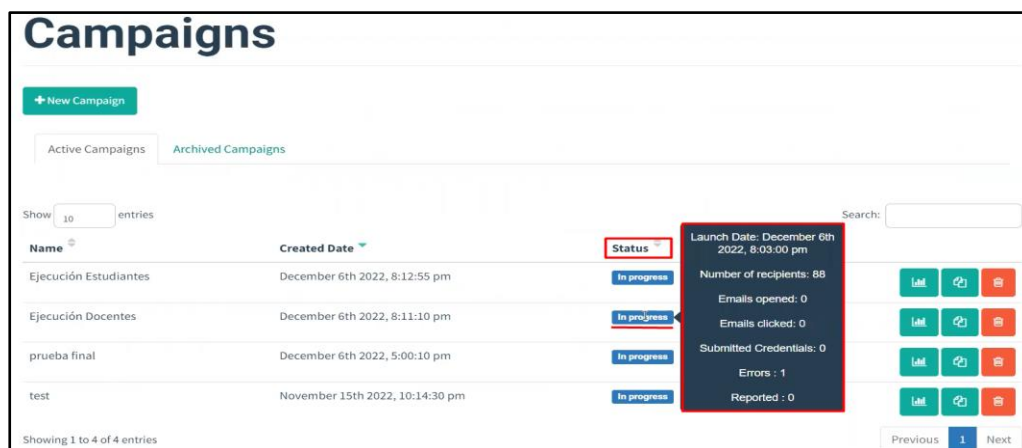 Campaigns
+ New Campaign
Active Campaigns Archived Campaigns
Show 10 entries Search:
Name Created Date Status
Ejecución Estudiantes December 6th 2022, 8:12:55 pm In progress
Ejecución Docentes December 6th 2022, 8:11:10 pm In progress
prueba final December 6th 2022, 5:00:10 pm In progress
test November 15th 2022, 10:14:30 pm In progress
Launch Date: December 6th
2022, 8:03:00 pm
Number of recipients: 88
Emails opened: 0
Emails clicked: 0
Submitted Credentials: 0
Errors : 1
Reported : 0
Showing 1 to 4 of 4 entries Previous 1 Next